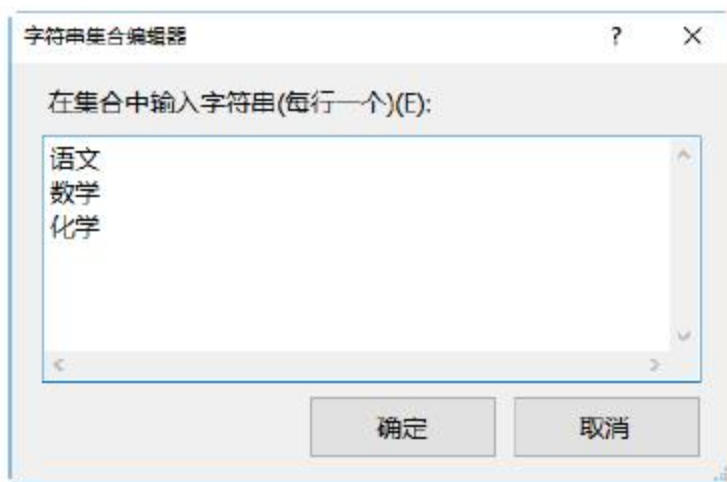 字符串集合编辑器
在集合中输入字符串(每行一个)(E):
语文
数学
化学
确定
取消